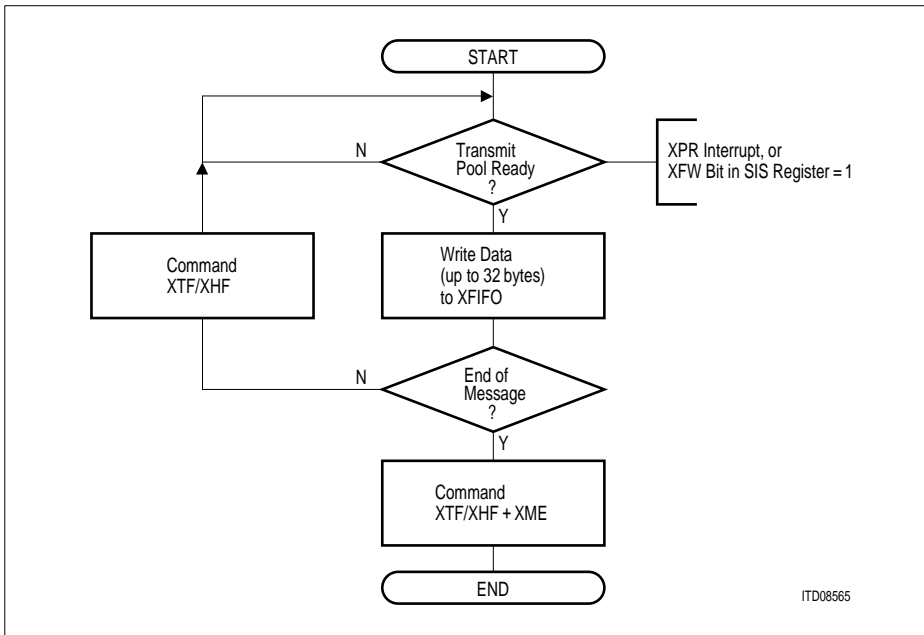 START
N
Transmit
Pool Ready
?
XPR Interrupt, or
XFW Bit in SIS Register = 1
Y
Command
XTF/XHF
Write Data
(up to 32 bytes)
to XFIFO
N
End of
Message
?
Y
Command
XTF/XHF + XME
END
ITD08565